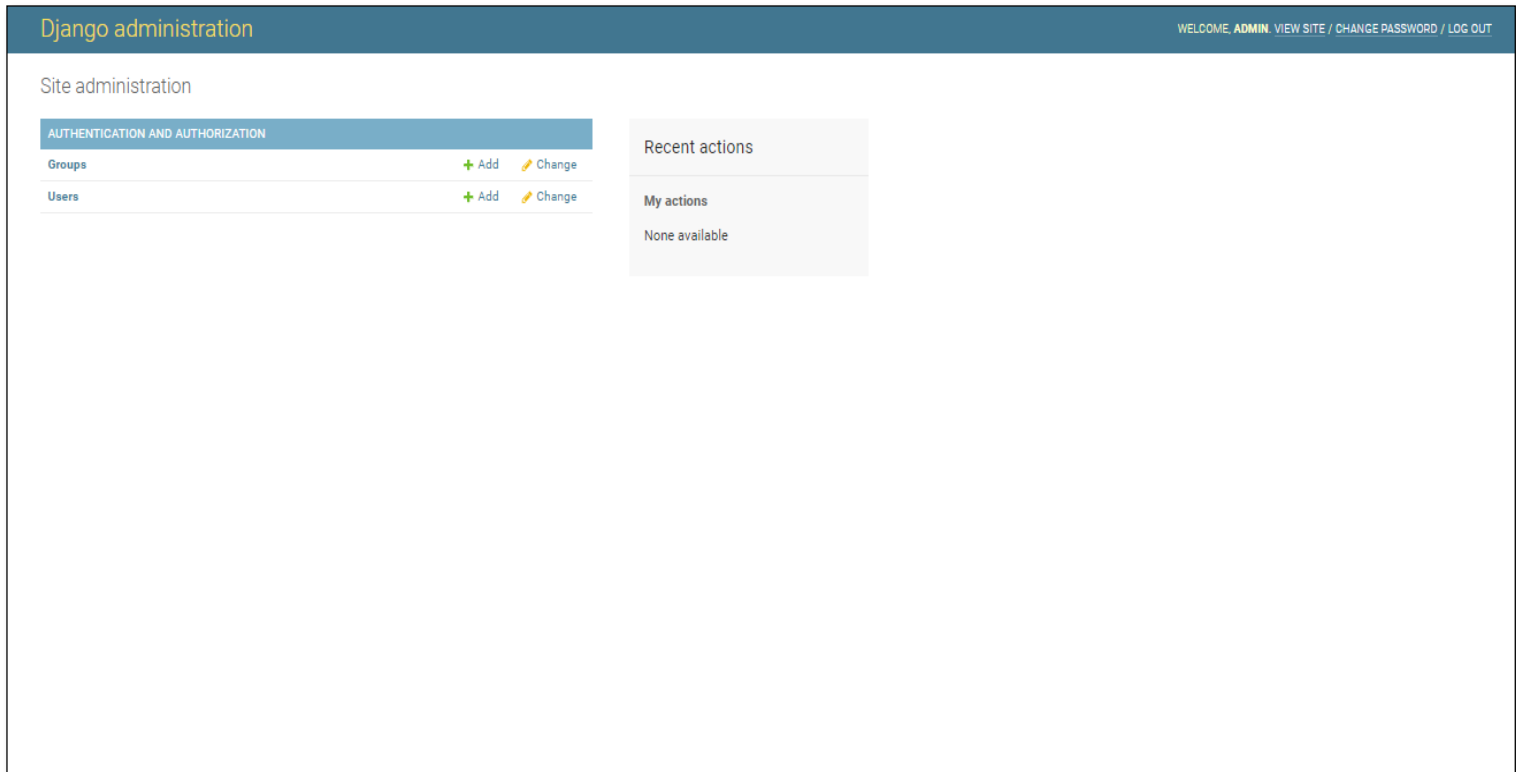 Django administration
WELCOME, ADMIN. VIEW SITE / CHANGE PASSWORD / LOG OUT
Site administration
AUTHENTICATION AND AUTHORIZATION
Groups Add Change
Users Add Change
Recent actions
My actions
None available